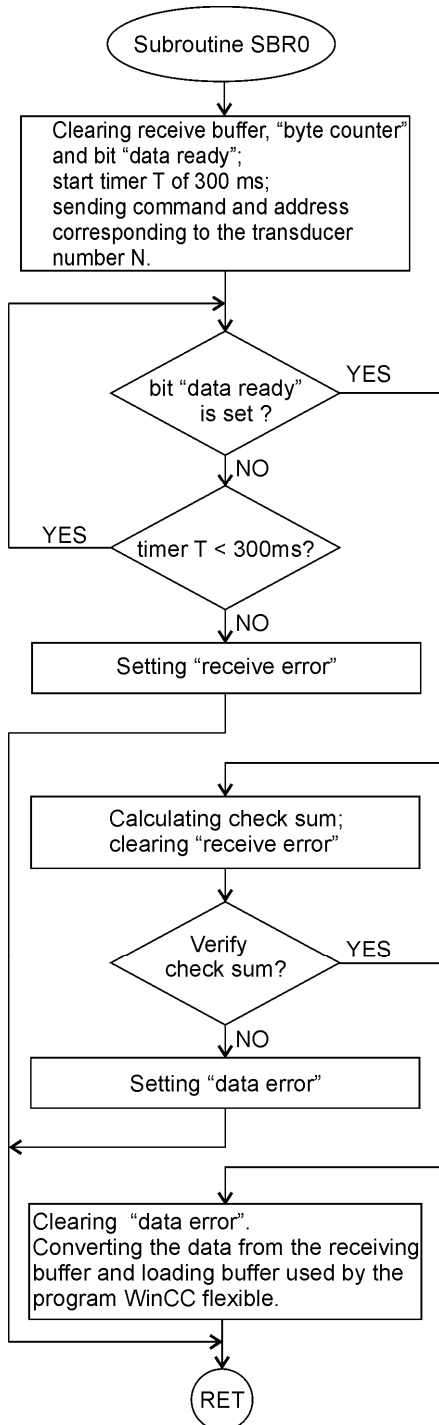 Subroutine SBR0
Clearing receive buffer, “byte counter”
and bit “data ready”;
start timer T of 300 ms;
sending command and address
corresponding to the transducer
number N.
bit “data ready”
is set ?
YES
NO
timer T < 300ms?
YES
NO
Setting “receive error”
Calculating check sum;
clearing “receive error”
Verify
check sum?
YES
NO
Setting “data error”
Clearing “data error”.
Converting the data from the receiving
buffer and loading buffer used by the
program WinCC flexible.
RET